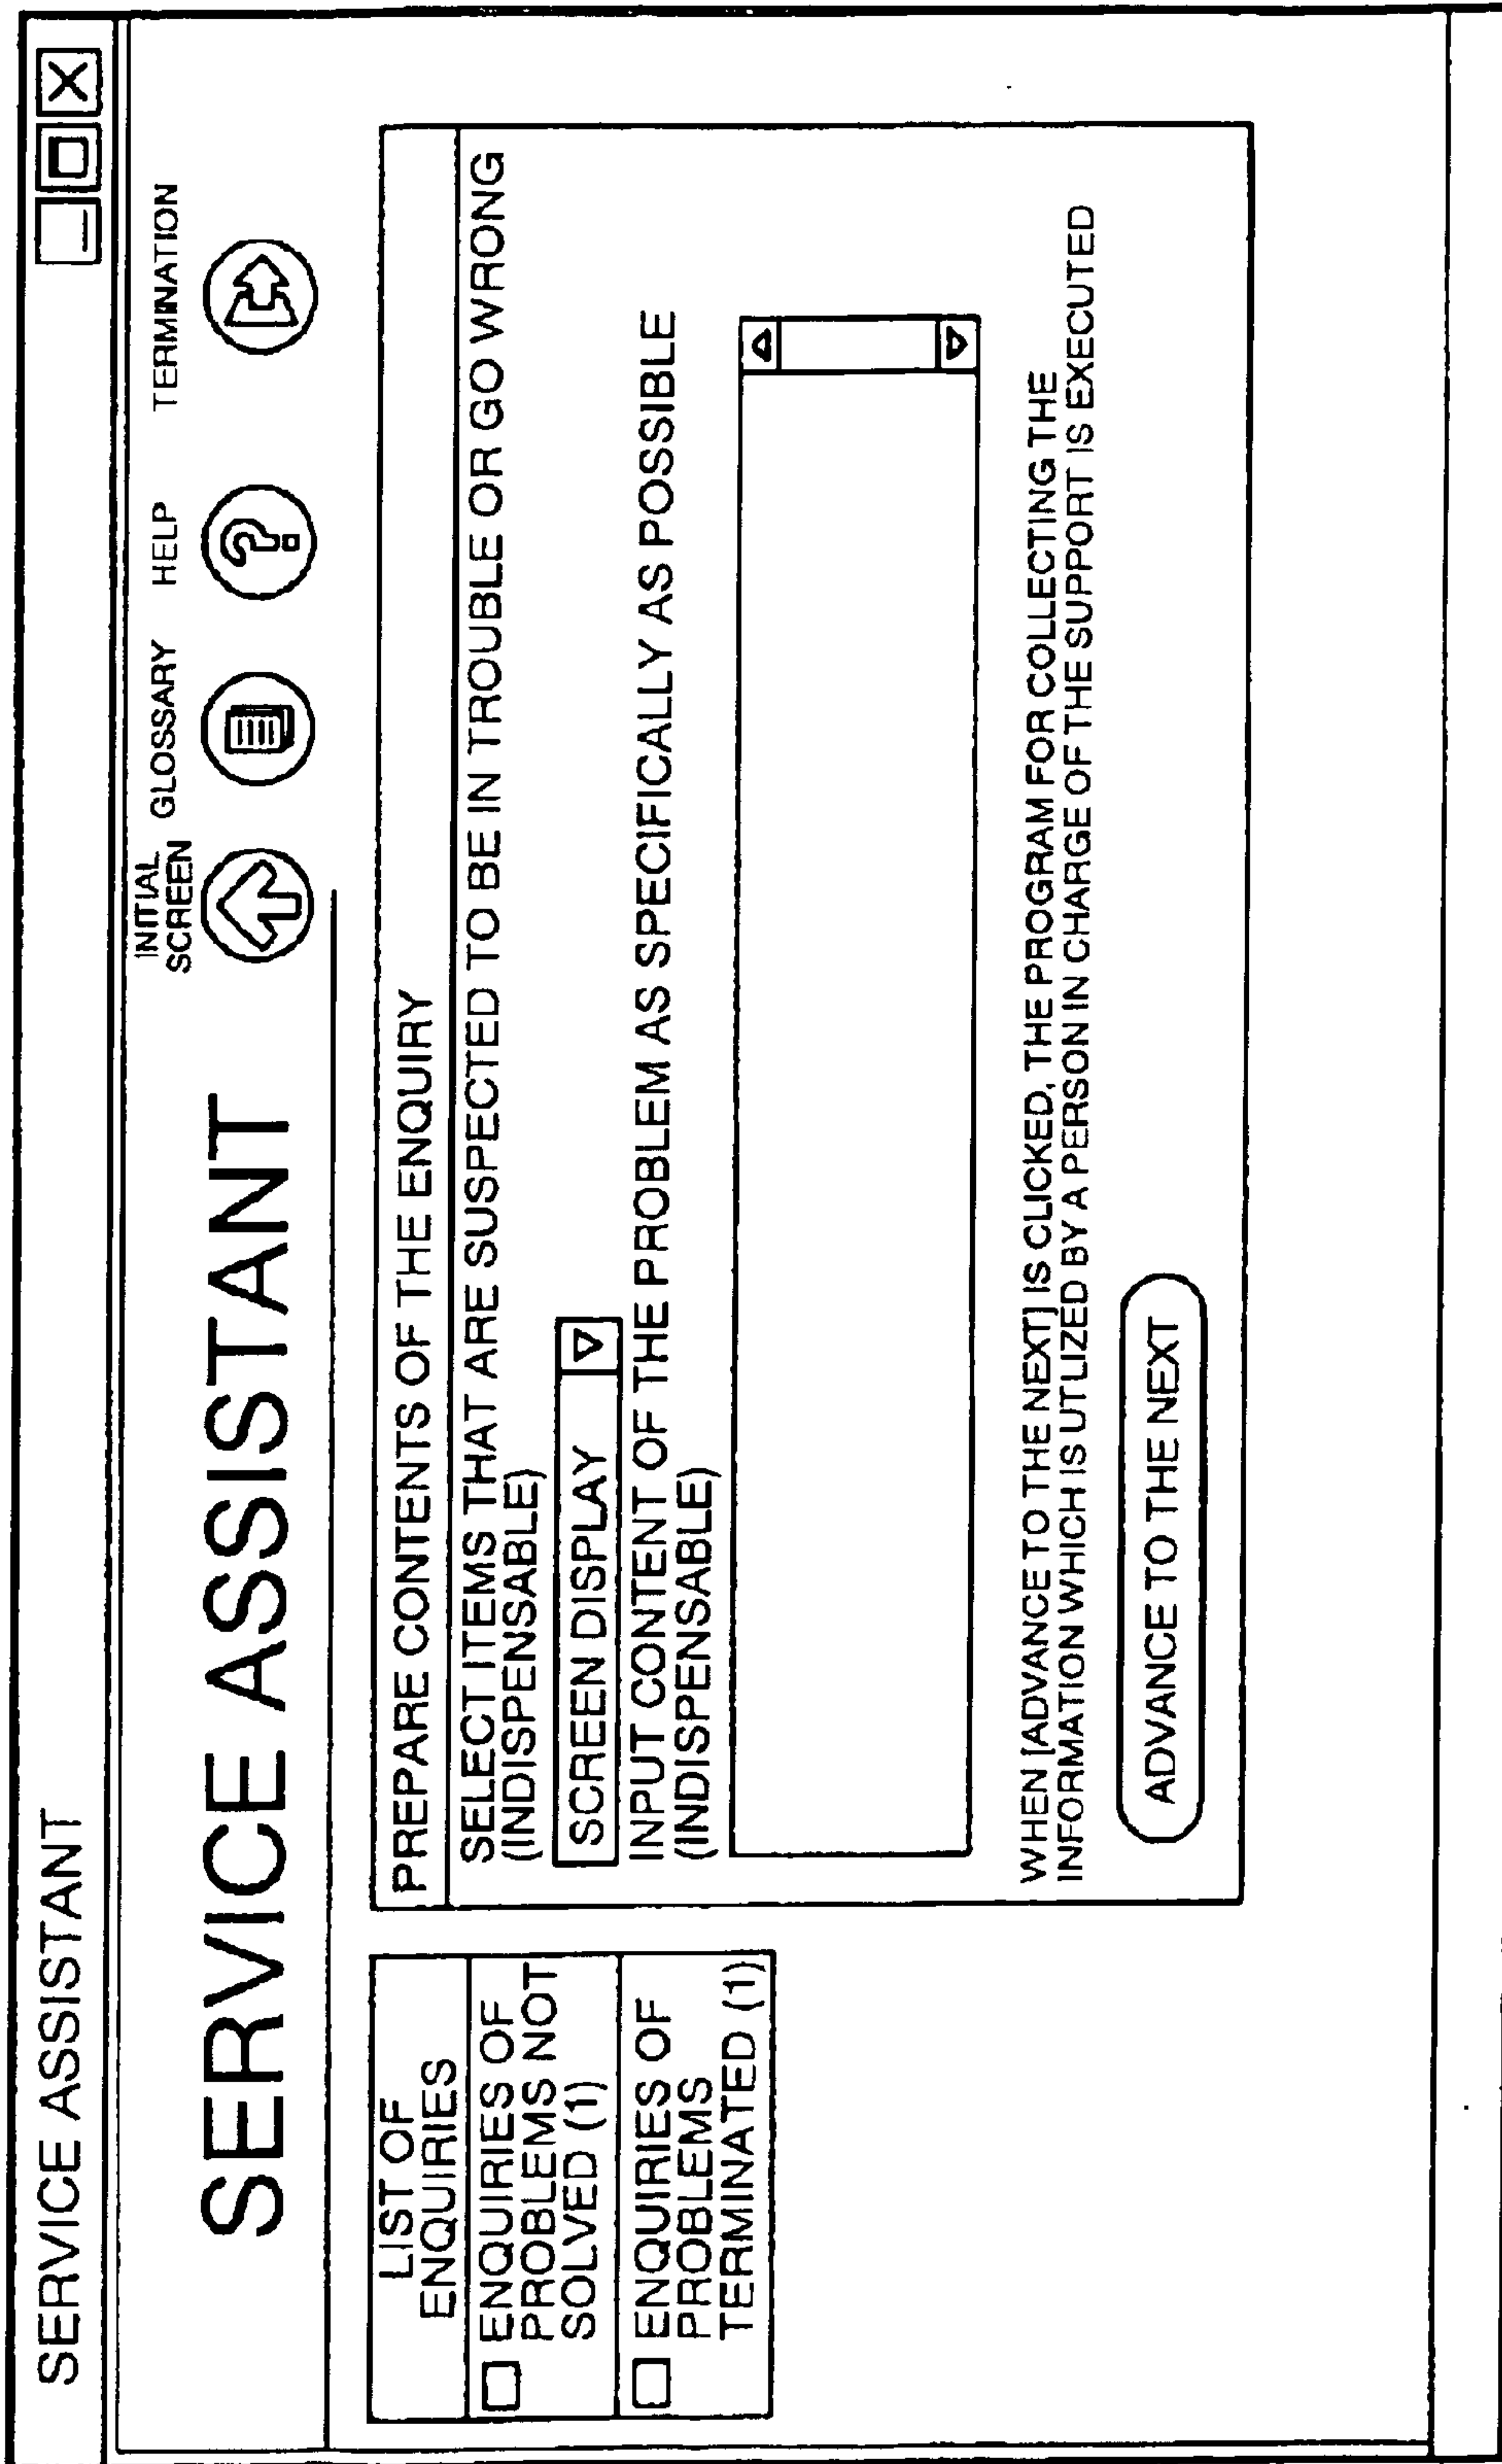 SERVICE ASSISTANT
SERVICE ASSISTANT
INITIAL
SCREEN
GLOSSARY
HELP
TERMINATION
LIST OF
ENQUIRIES
ENQUIRIES OF
PROBLEMS NOT
SOLVED (1)
ENQUIRIES OF
PROBLEMS
TERMINATED (1)
PREPARE CONTENTS OF THE ENQUIRY
SELECT ITEMS THAT ARE SUSPECTED TO BE IN TROUBLE OR GO WRONG
(INDISPENSABLE)
SCREEN DISPLAY
INPUT CONTENT OF THE PROBLEM AS SPECIFICALLY AS POSSIBLE
(INDISPENSABLE)
WHEN [ADVANCE TO THE NEXT] IS CLICKED, THE PROGRAM FOR COLLECTING THE
INFORMATION WHICH IS UTLIZED BY A PERSON IN CHARGE OF THE SUPPORT IS EXECUTED
ADVANCE TO THE NEXT